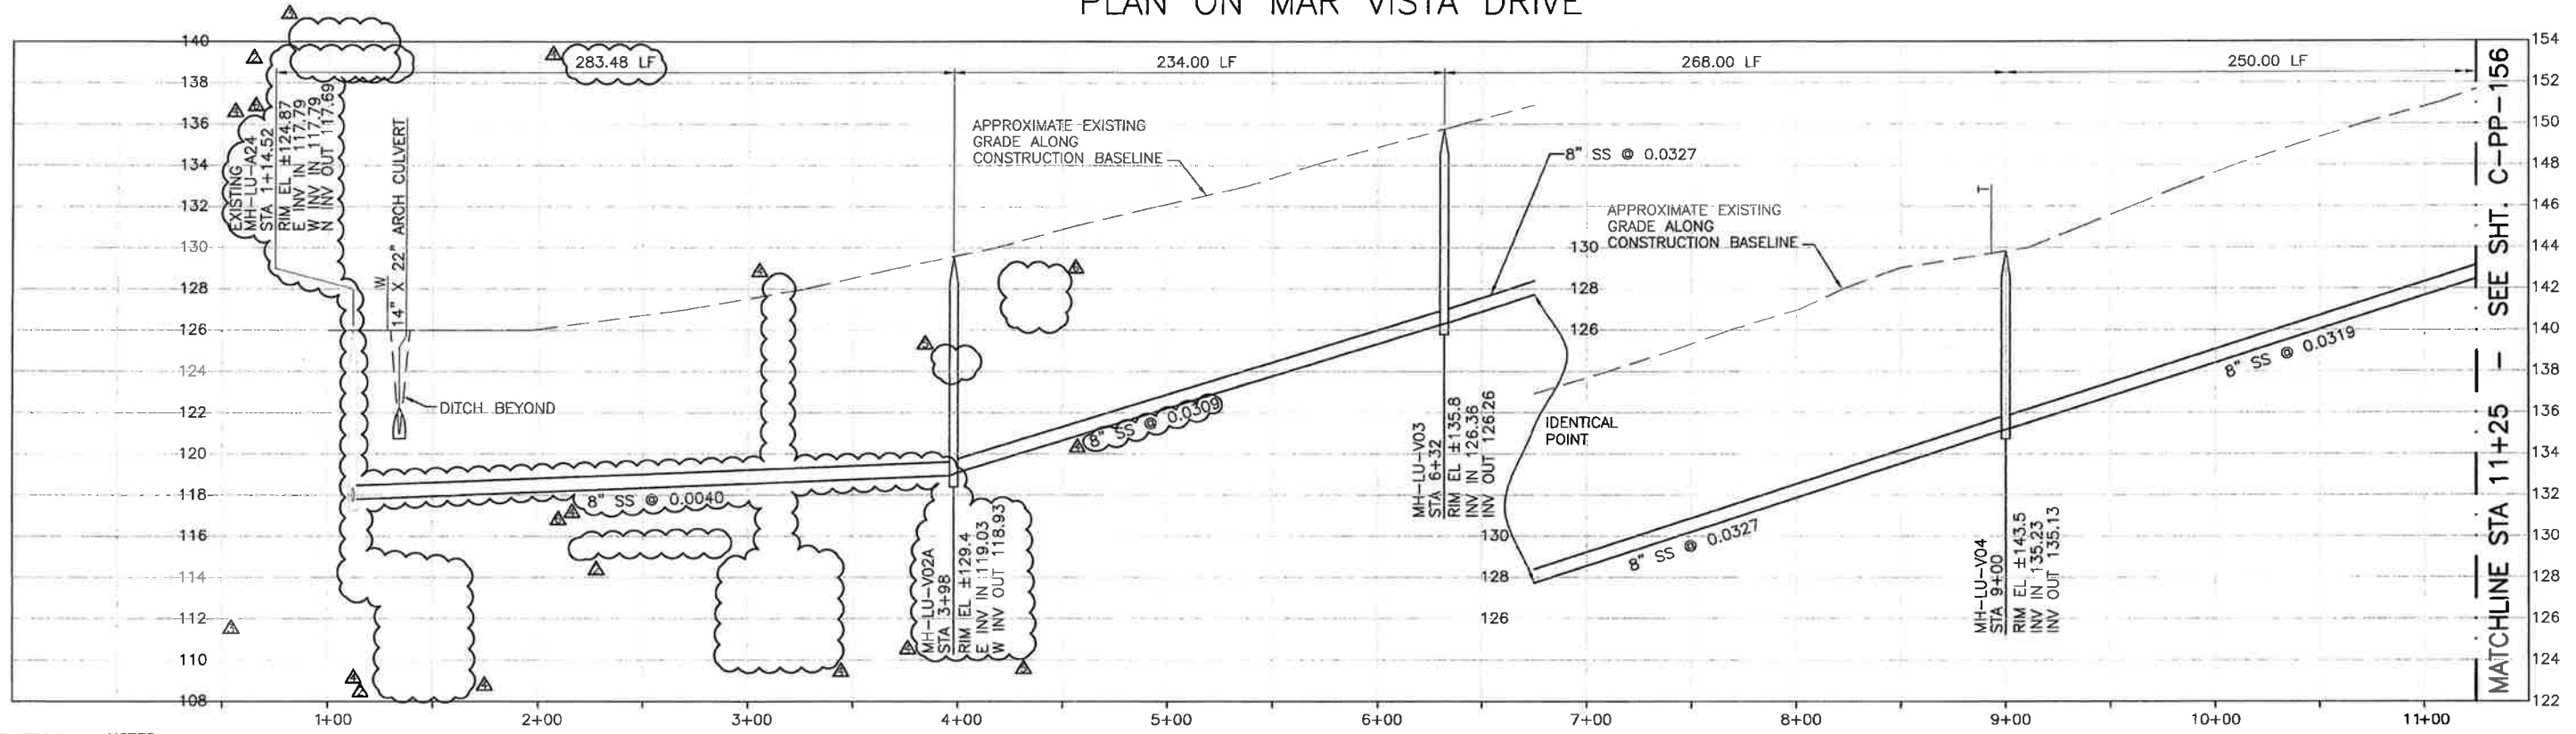 PLAN ON MAR VISTA DRIVE
283.48 LF
234.00 LF
268.00 LF
250.00 LF
140
138
136
134
132
130
128
126
124
122
120
118
116
114
112
110
108
EXISTING
MH-LU-A24
STA 1+14.52
RIM EL ±124.87
E INV IN 117.79
W INV IN 117.79
N INV OUT 117.69
W
14" X 22" ARCH CULVERT
DITCH BEYOND
8" SS @ 0.0040
APPROXIMATE EXISTING
GRADE ALONG
CONSTRUCTION BASELINE
8" SS @ 0.0309
MH-LU-V02A
STA 3+98
RIM EL ±129.4
E INV IN 119.03
W INV OUT 118.93
8" SS @ 0.0327
MH-LU-V03
STA 6+32
RIM EL ±135.8
INV IN 126.36
INV OUT 126.26
130
128
126
IDENTICAL
POINT
130
128
126
APPROXIMATE EXISTING
GRADE ALONG
CONSTRUCTION BASELINE
8" SS @ 0.0327
T
MH-LU-V04
STA 9+00
RIM EL ±143.5
INV IN 135.23
INV OUT 135.13
8" SS @ 0.0319
MATCHLINE STA 11+25 - SEE SHT. C-PP-156
154
152
150
148
146
144
142
140
138
136
134
132
130
128
126
124
122
1+00
2+00
3+00
4+00
5+00
6+00
7+00
8+00
9+00
10+00
11+00